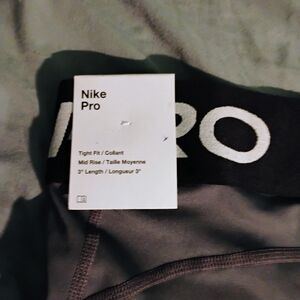 Nike
Pro
Tight Fit / Collant
Mid Rise / Taille Moyenne
3" Length / Longueur 3"
RO